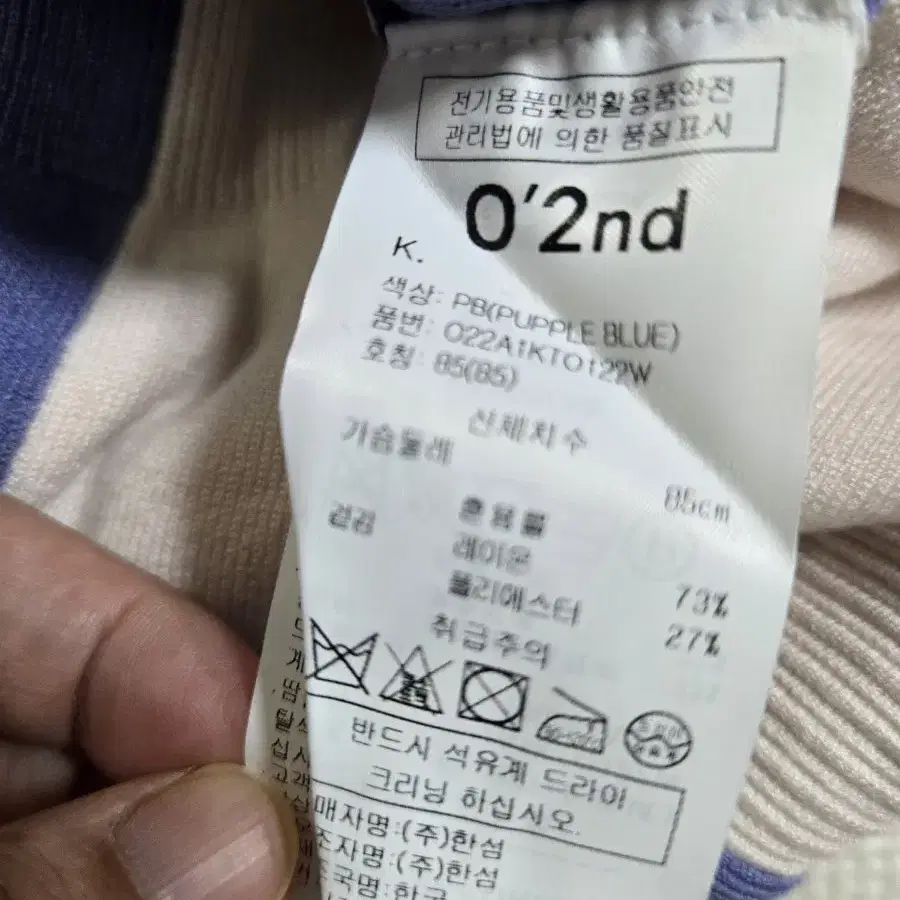 전기용품및생활용품안전
관리법에 의한 품질표시
O'2nd
K.
색상: PB(PUPPLE BLUE)
품번: O22A1KTO122W
호칭: 85(85)
신체치수
가슴둘레 85cm
혼용률
겉감 레이온 73%
폴리에스터 27%
취급주의
반드시 석유계 드라이
크리닝 하십시오.
매자명:(주)한섬
조자명:(주)한섬
국명:한국